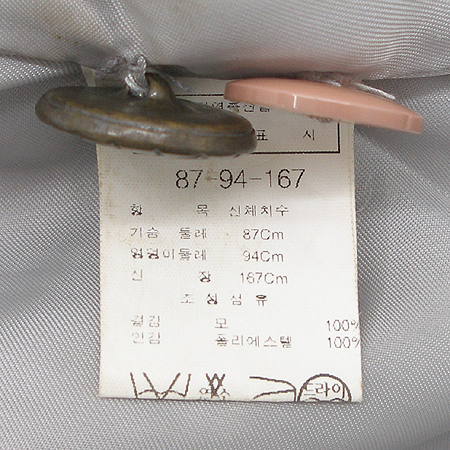 표 시
87-94-167
항 목 신체치수
가슴 둘레 87Cm
엉덩이둘레 94Cm
신 장 167Cm
조성섬유
겉감 모 100%
안감 폴리에스텔 100%
드라이